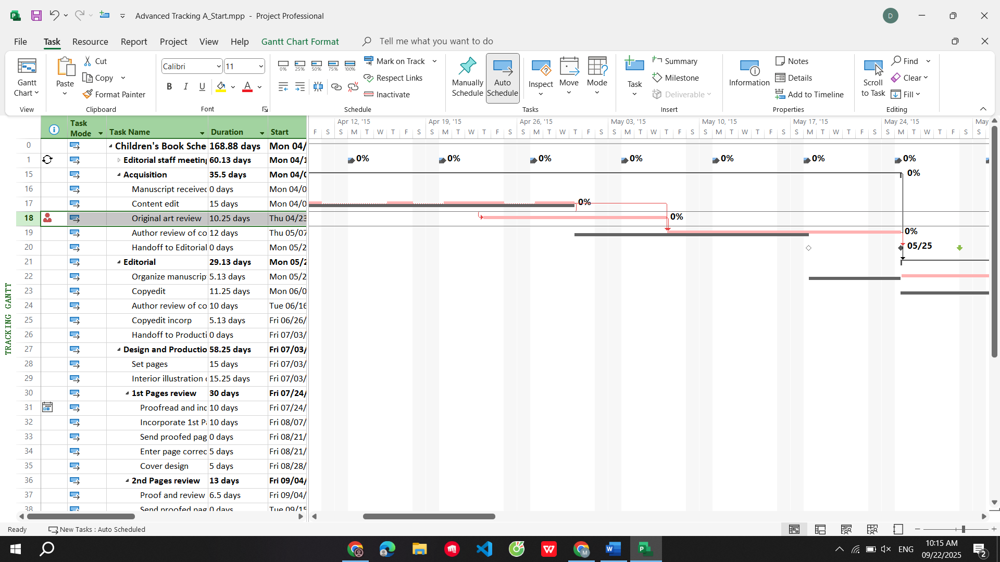 Advanced Tracking A_Start.mpp - Project Professional
D
File Task Resource Report Project View Help Gantt Chart Format Tell me what you want to do
Gantt Chart
View
Paste
Cut
Copy
Format Painter
Clipboard
Calibri 11
B I U A
Font
0% 25% 50% 75% 100%
Mark on Track
Respect Links
Inactivate
Schedule
Manually Schedule
Auto Schedule
Inspect
Move
Mode
Tasks
Task
Summary
Milestone
Deliverable
Insert
Information
Notes
Details
Add to Timeline
Properties
Scroll to Task
Find
Clear
Fill
Editing
Task Mode Task Name Duration Start
Apr 12, '15 Apr 19, '15 Apr 26, '15 May 03, '15 May 10, '15 May 17, '15 May 24, '15 May
F S S M T W T F S S M T W T F S S M T W T F S S M T W T F S S M T W T F S S M T W T F S S M T W T F S S
0 Children's Book Sche 168.88 days Mon 04/
1 Editorial staff meeting 60.13 days Mon 04/1 0% 0% 0% 0% 0% 0% 0%
15 Acquisition 35.5 days Mon 04/0 0%
16 Manuscript received 0 days Mon 04/0
17 Content edit 15 days Mon 04/0 0%
18 Original art review 10.25 days Thu 04/23 0%
19 Author review of co 12 days Thu 05/07 0%
20 Handoff to Editorial 0 days Mon 05/2 05/25
21 Editorial 29.13 days Mon 05/2
22 Organize manuscrip 5.13 days Mon 05/2
23 Copyedit 11.25 days Mon 06/0
24 Author review of co 10 days Tue 06/16
25 Copyedit incorp 5.13 days Fri 06/26/
26 Handoff to Producti 0 days Fri 07/03/
27 Design and Productio 58.25 days Fri 07/03/
28 Set pages 15 days Fri 07/03/
29 Interior illustration 15.25 days Fri 07/03/
30 1st Pages review 30 days Fri 07/24/
31 Proofread and ind 10 days Fri 07/24/
32 Incorporate 1st P 10 days Fri 08/07/
33 Send proofed pag 0 days Fri 08/21/
34 Enter page correc 5 days Fri 08/21/
35 Cover design 5 days Fri 08/28/
36 2nd Pages review 13 days Fri 09/04/
37 Proof and review 6.5 days Fri 09/04/
38 Send proofed pag 0 days Tue 09/15
TRACKING GANTT
Ready New Tasks : Auto Scheduled
ENG
10:15 AM
09/22/2025
2